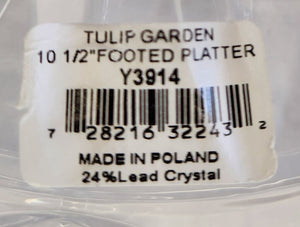 TULIP GARDEN
10 1/2"FOOTED PLATTER
Y3914
7 28216 32243 2
MADE IN POLAND
24%Lead Crystal